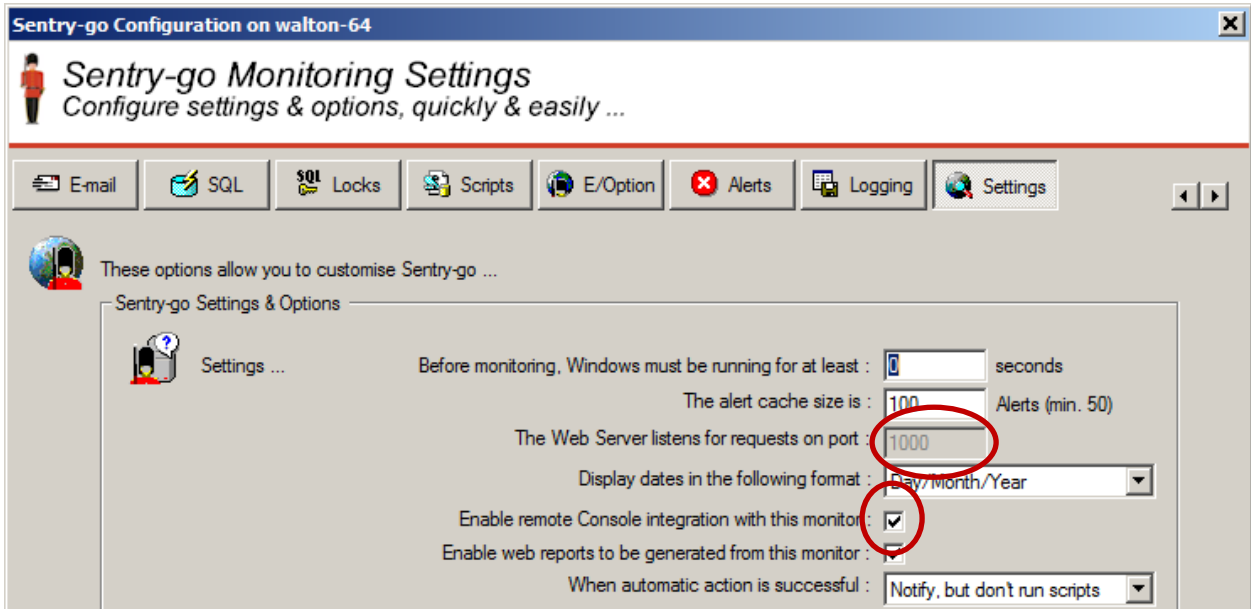 Sentry-go Configuration on walton-64
Sentry-go Monitoring Settings
Configure settings & options, quickly & easily ...
E-mail SQL SQL Locks Scripts E/Option Alerts Logging Settings
These options allow you to customise Sentry-go ...
Sentry-go Settings & Options
Settings ... Before monitoring, Windows must be running for at least : 0 seconds
The alert cache size is : 100 Alerts (min. 50)
The Web Server listens for requests on port : 1000
Display dates in the following format : Day/Month/Year
Enable remote Console integration with this monitor :
Enable web reports to be generated from this monitor :
When automatic action is successful : Notify, but don't run scripts